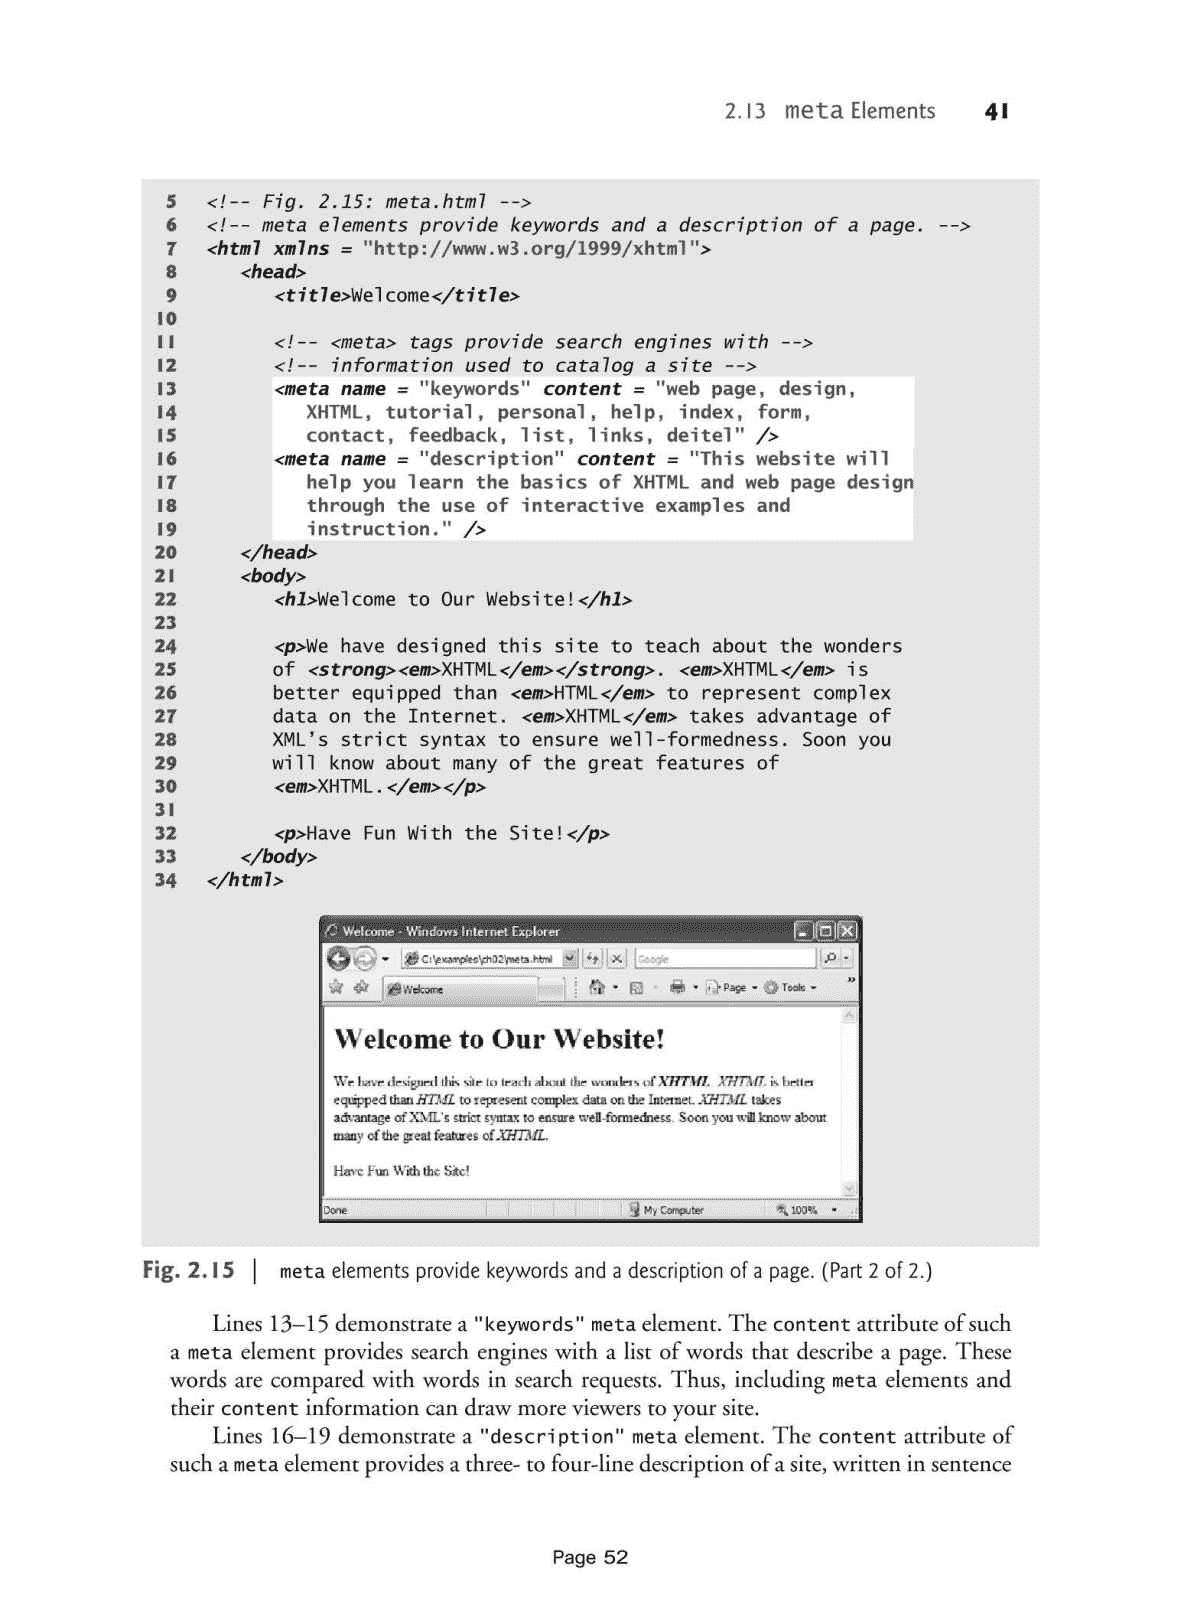 2.13 meta Elements 41
5 <!-- Fig. 2.15: meta.html -->
6 <!-- meta elements provide keywords and a description of a page. -->
7 <html xmlns = "http://www.w3.org/1999/xhtml">
8 <head>
9 <title>Welcome</title>
10
11 <!-- <meta> tags provide search engines with -->
12 <!-- information used to catalog a site -->
13 <meta name = "keywords" content = "web page, design,
14 XHTML, tutorial, personal, help, index, form,
15 contact, feedback, list, links, deitel" />
16 <meta name = "description" content = "This website will
17 help you learn the basics of XHTML and web page design
18 through the use of interactive examples and
19 instruction." />
20 </head>
21 <body>
22 <h1>Welcome to Our Website!</h1>
23
24 <p>We have designed this site to teach about the wonders
25 of <strong><em>XHTML</em></strong>. <em>XHTML</em> is
26 better equipped than <em>HTML</em> to represent complex
27 data on the Internet. <em>XHTML</em> takes advantage of
28 XML's strict syntax to ensure well-formedness. Soon you
29 will know about many of the great features of
30 <em>XHTML.</em></p>
31
32 <p>Have Fun With the Site!</p>
33 </body>
34 </html>
Welcome - Windows Internet Explorer
C:\examples\ch02\meta.html Google
Welcome Page Tools »
Welcome to Our Website!
We have designed this site to teach about the wonders of XHTML. XHTML is better
equipped than HTML to represent complex data on the Internet. XHTML takes
advantage of XML's strict syntax to ensure well-formedness. Soon you will know about
many of the great features of XHTML.
Have Fun With the Site!
Done My Computer 100%
Fig. 2.15 | meta elements provide keywords and a description of a page. (Part 2 of 2.)
Lines 13–15 demonstrate a "keywords" meta element. The content attribute of such
a meta element provides search engines with a list of words that describe a page. These
words are compared with words in search requests. Thus, including meta elements and
their content information can draw more viewers to your site.
Lines 16–19 demonstrate a "description" meta element. The content attribute of
such a meta element provides a three- to four-line description of a site, written in sentence
Page 52